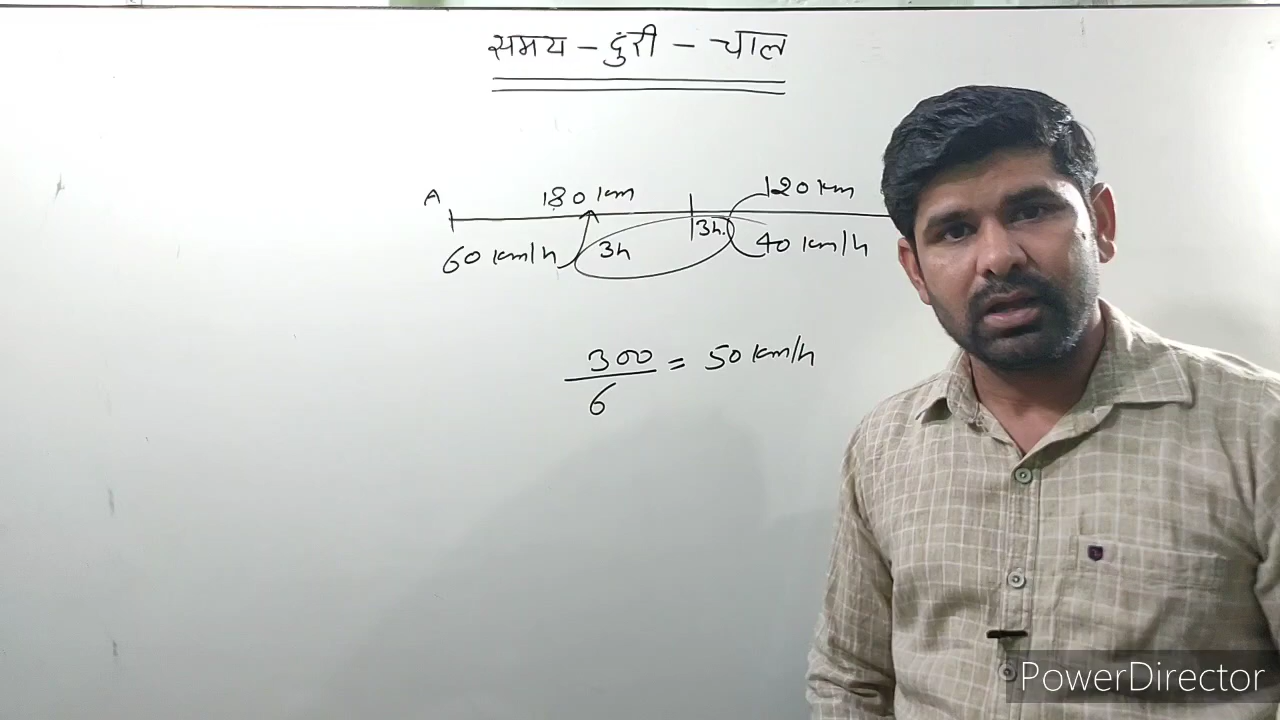 समय - दुरी - चाल
A 180 km 120 km
60 km/h 3h 3h. 40 km/h
300/6 = 50 km/h
PowerDirector